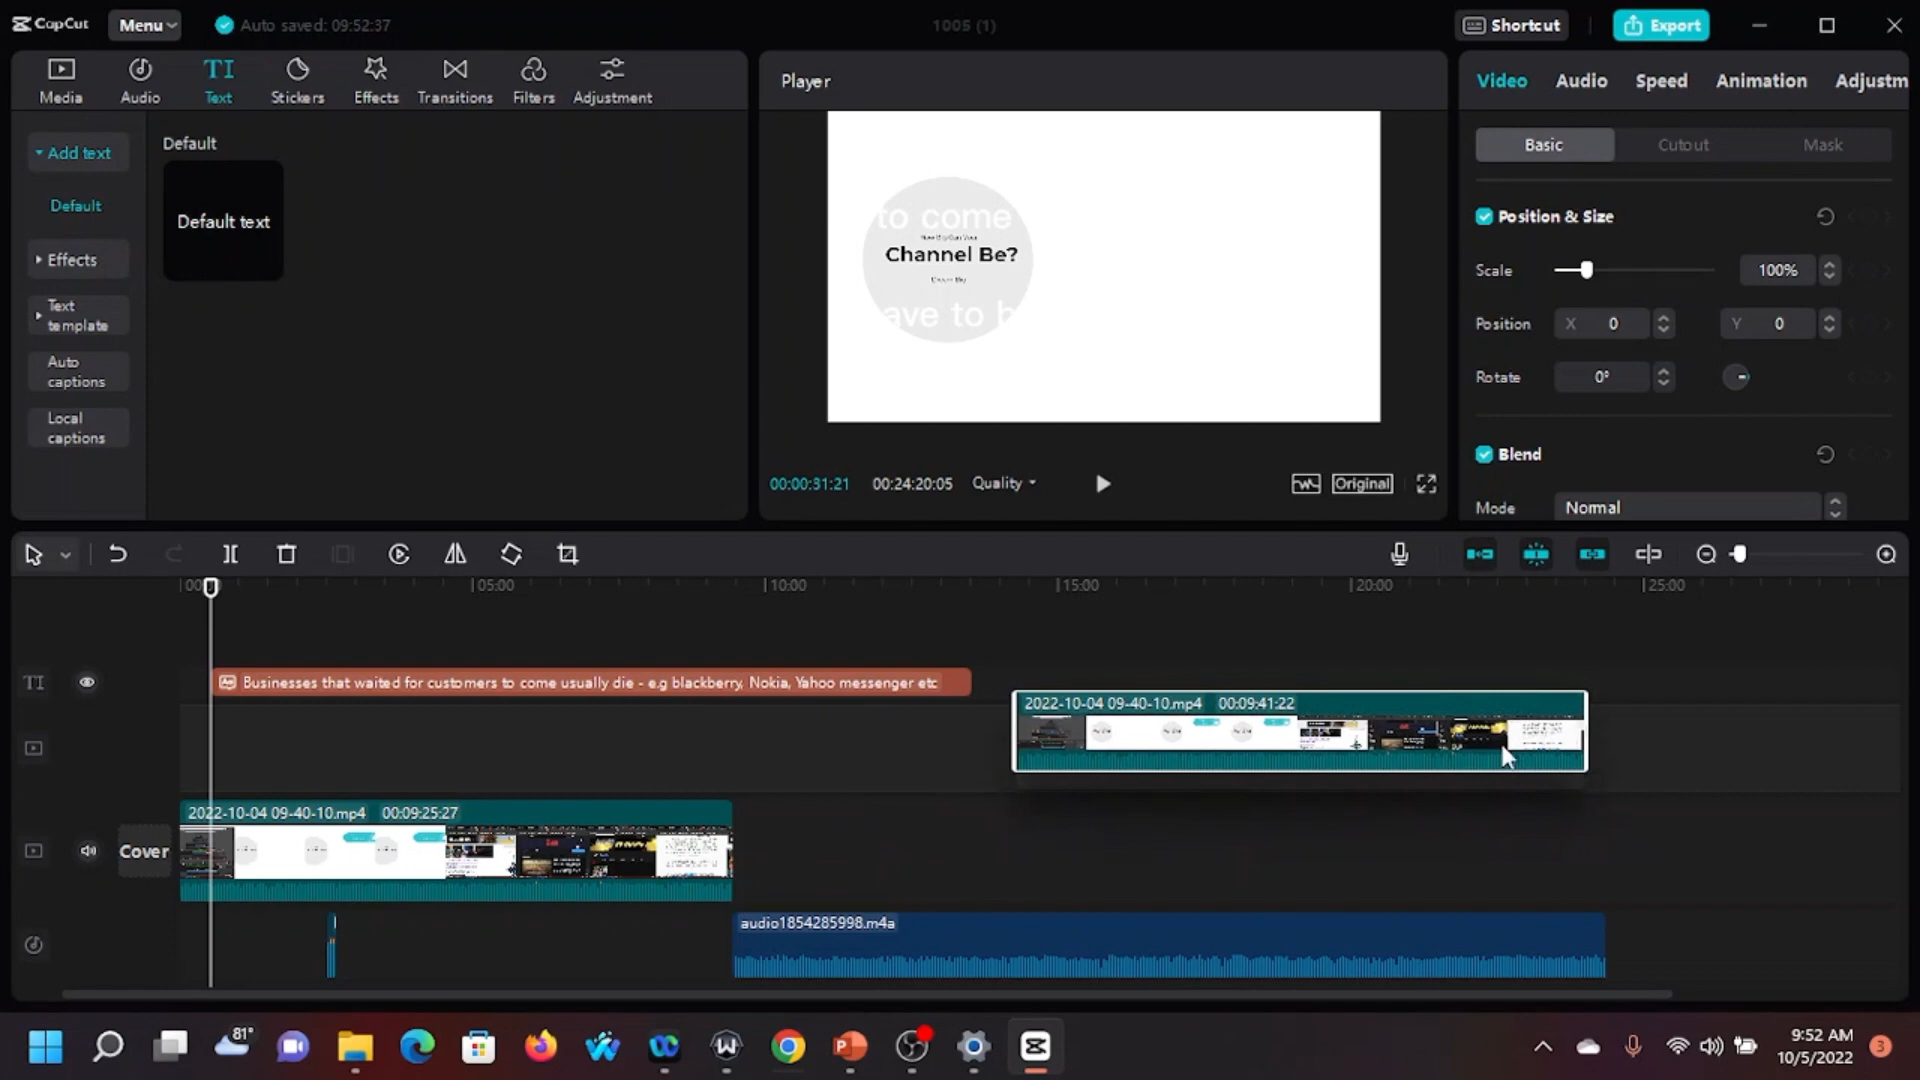 CapCut
Menu
Auto saved: 09:52:37
1005 (1)
Shortcut
Export
Media
Audio
TI
Text
Stickers
Effects
Transitions
Filters
Adjustment
Add text
Default
Effects
Text
template
Auto
captions
Local
captions
Default
Default text
Player
to come
Channel Be?
ave to b
00:00:31:21
00:24:20:05
Quality
Original
Video
Audio
Speed
Animation
Adjustm
Basic
Cutout
Mask
Position & Size
Scale
100%
Position
X 0
Y 0
Rotate
0°
Blend
Mode
Normal
05:00
10:00
15:00
20:00
25:00
TI
Businesses that waited for customers to come usually die - e.g blackberry, Nokia, Yahoo messenger etc
2022-10-04 09-40-10.mp4 00:09:41:22
2022-10-04 09-40-10.mp4 00:09:25:27
Cover
audio1854285998.m4a
81°
9:52 AM
10/5/2022
3